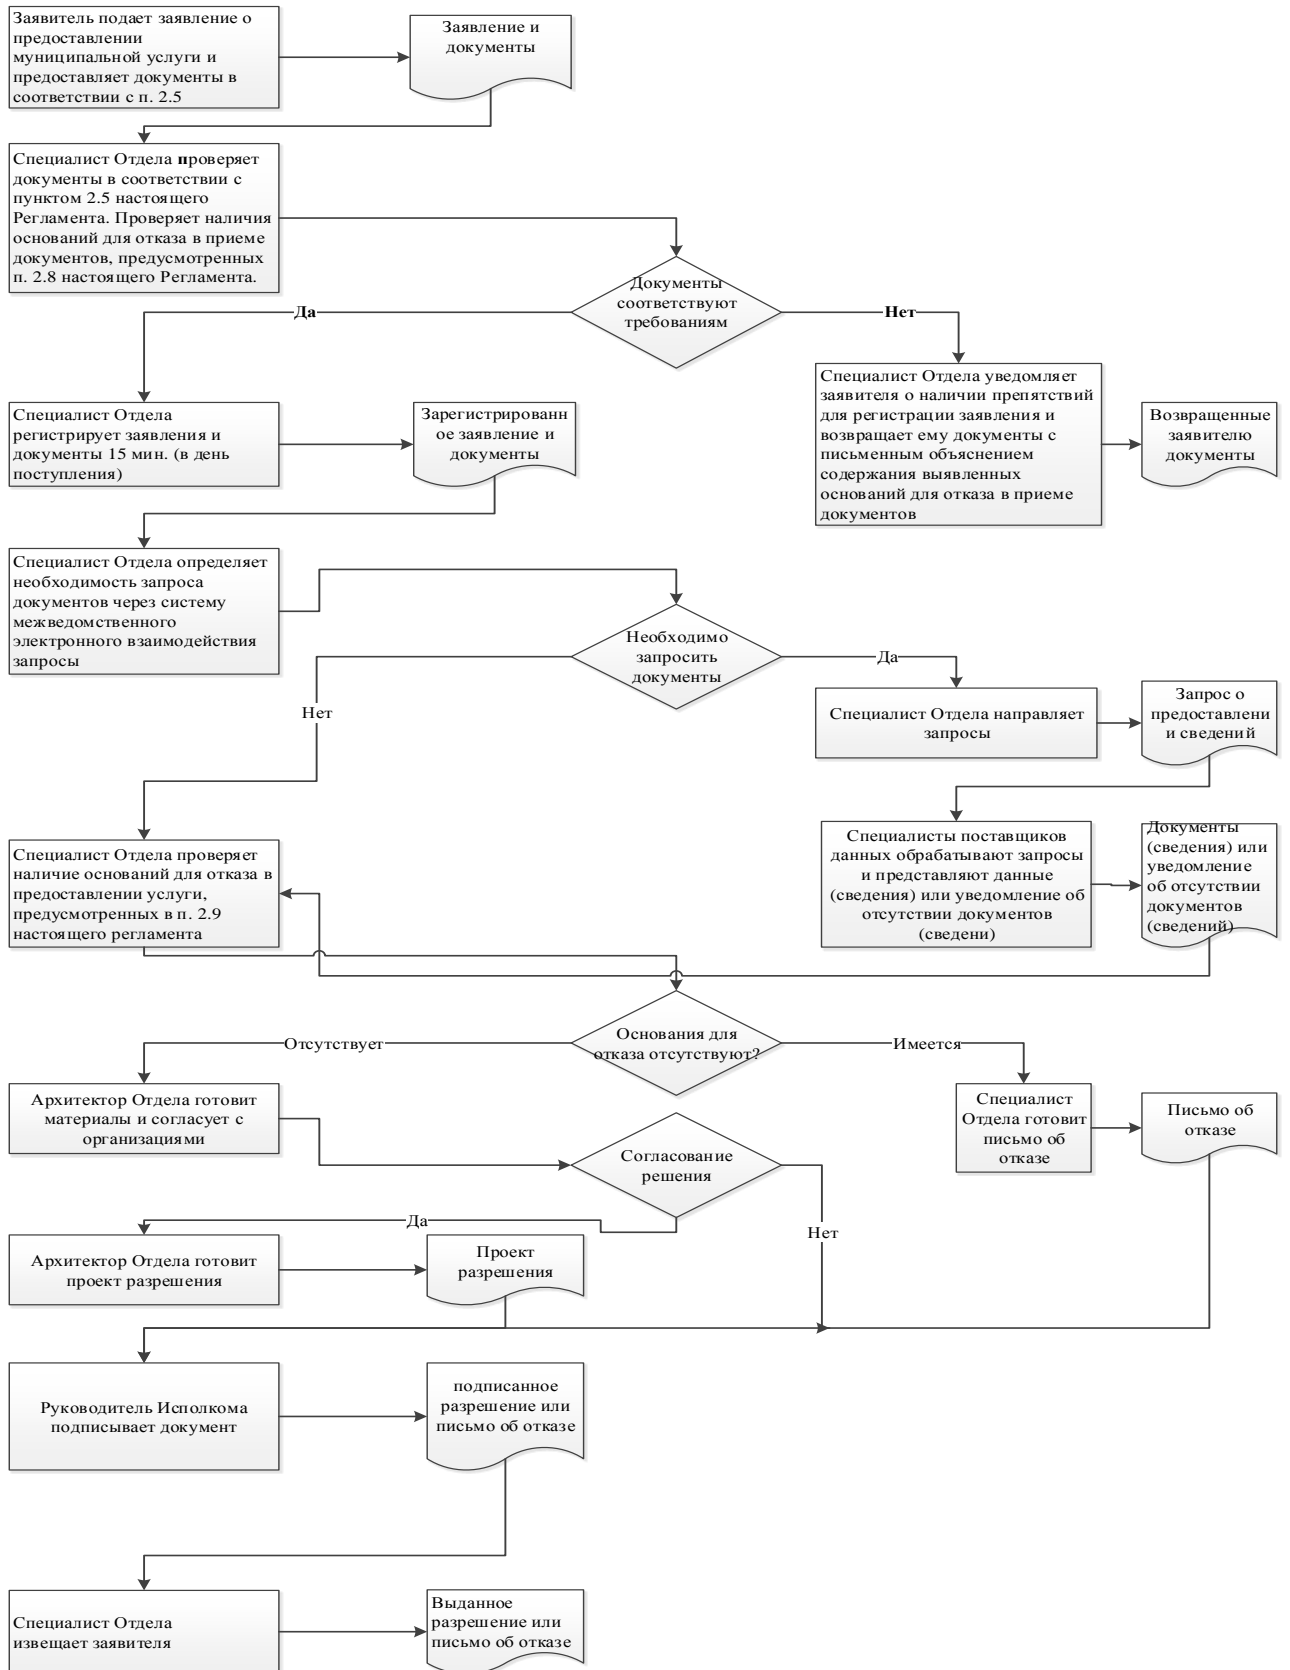 Заявитель подает заявление о
предоставлении
муниципальной услуги и
предоставляет документы в
соответствии с п. 2.5
Заявление и
документы
Специалист Отдела проверяет
документы в соответствии с
пунктом 2.5 настоящего
Регламента. Проверяет наличия
оснований для отказа в приеме
документов, предусмотренных
п. 2.8 настоящего Регламента.
Документы
соответствуют
требованиям
Да
Нет
Специалист Отдела
регистрирует заявления и
документы 15 мин. (в день
поступления)
Зарегистрированн
ое заявление и
документы
Специалист Отдела уведомляет
заявителя о наличии препятствий
для регистрации заявления и
возвращает ему документы с
письменным объяснением
содержания выявленных
оснований для отказа в приеме
документов
Возвращенные
заявителю
документы
Специалист Отдела определяет
необходимость запроса
документов через систему
межведомственного
электронного взаимодействия
запросы
Необходимо
запросить
документы
Да
Нет
Специалист Отдела направляет
запросы
Запрос о
предоставлени
и сведений
Специалист Отдела проверяет
наличие оснований для отказа в
предоставлении услуги,
предусмотренных в п. 2.9
настоящего регламента
Специалисты поставщиков
данных обрабатывают запросы
и представляют данные
(сведения) или уведомление об
отсутствии документов
(сведени)
Документы
(сведения) или
уведомление
об отсутствии
документов
(сведений)
Основания для
отказа отсутствуют?
Отсутствует
Имеется
Архитектор Отдела готовит
материалы и согласует с
организациями
Специалист
Отдела готовит
письмо об
отказе
Письмо об
отказе
Согласование
решения
Да
Нет
Архитектор Отдела готовит
проект разрешения
Проект
разрешения
Руководитель Исполкома
подписывает документ
подписанное
разрешение или
письмо об отказе
Специалист Отдела
извещает заявителя
Выданное
разрешение или
письмо об отказе